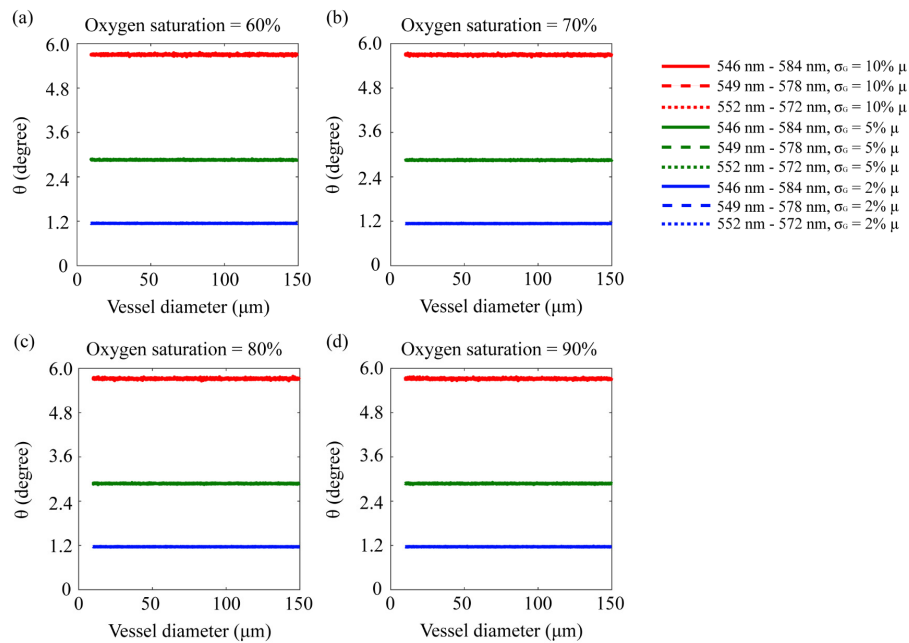 (a)
Oxygen saturation = 60%
6.0
4.8
3.6
2.4
1.2
0
θ (degree)
0
50
100
150
Vessel diameter (μm)
(b)
Oxygen saturation = 70%
6.0
4.8
3.6
2.4
1.2
0
θ (degree)
0
50
100
150
Vessel diameter (μm)
546 nm - 584 nm, σG = 10% μ
549 nm - 578 nm, σG = 10% μ
552 nm - 572 nm, σG = 10% μ
546 nm - 584 nm, σG = 5% μ
549 nm - 578 nm, σG = 5% μ
552 nm - 572 nm, σG = 5% μ
546 nm - 584 nm, σG = 2% μ
549 nm - 578 nm, σG = 2% μ
552 nm - 572 nm, σG = 2% μ
(c)
Oxygen saturation = 80%
6.0
4.8
3.6
2.4
1.2
0
θ (degree)
0
50
100
150
Vessel diameter (μm)
(d)
Oxygen saturation = 90%
6.0
4.8
3.6
2.4
1.2
0
θ (degree)
0
50
100
150
Vessel diameter (μm)